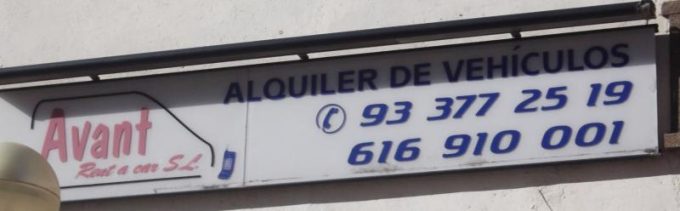 Avant
Rent a car S.L.
ALQUILER DE VEHÍCULOS
93 377 25 19
616 910 001